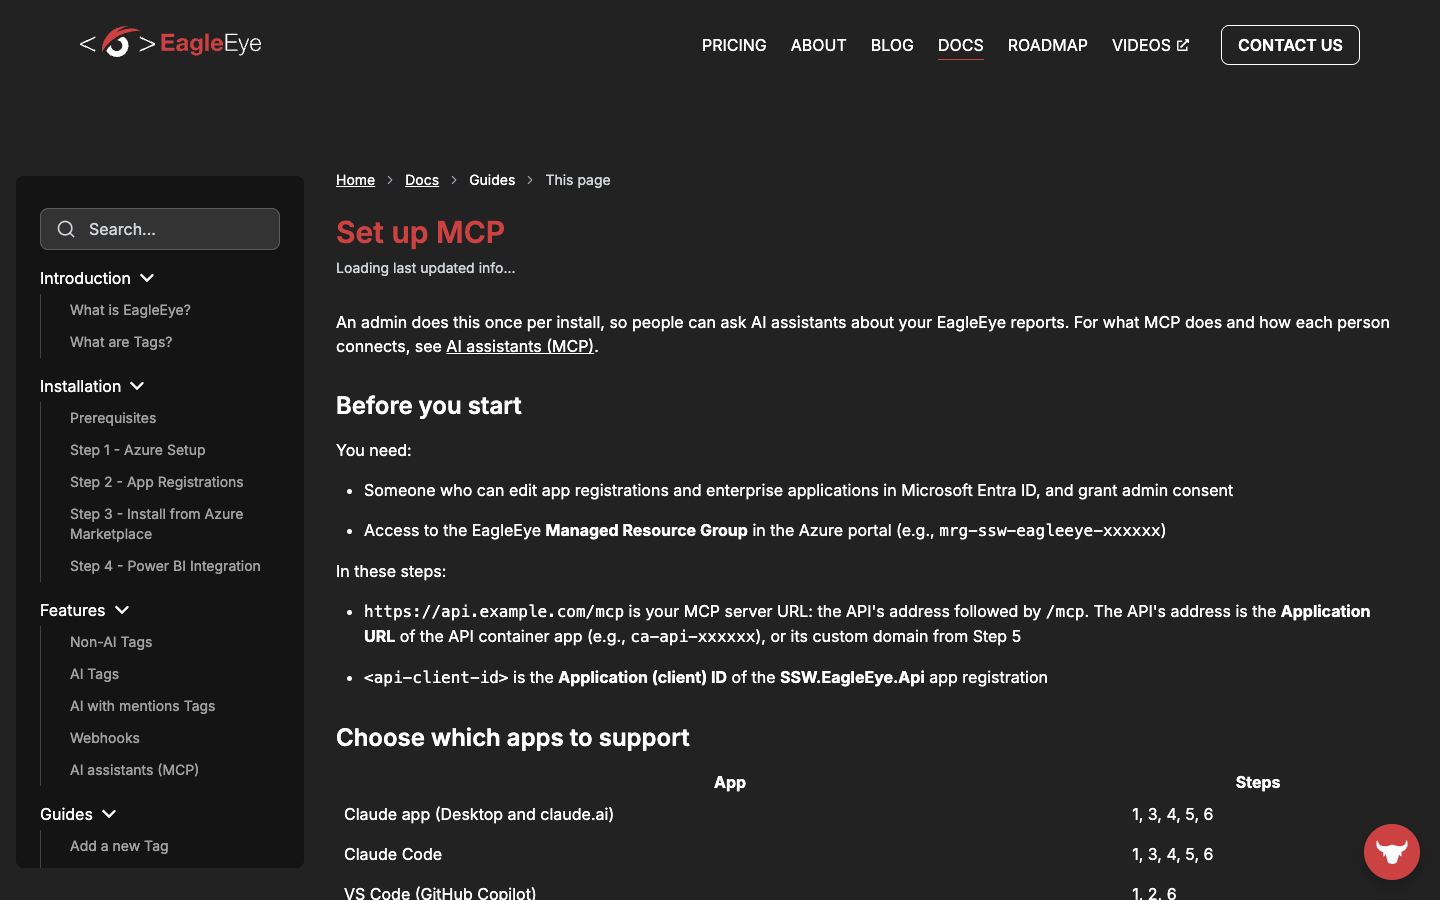 < > EagleEye
PRICING ABOUT BLOG DOCS ROADMAP VIDEOS CONTACT US
Search...
Introduction
What is EagleEye?
What are Tags?
Installation
Prerequisites
Step 1 - Azure Setup
Step 2 - App Registrations
Step 3 - Install from Azure
Marketplace
Step 4 - Power BI Integration
Features
Non-AI Tags
AI Tags
AI with mentions Tags
Webhooks
AI assistants (MCP)
Guides
Add a new Tag
Home > Docs > Guides > This page
Set up MCP
Loading last updated info...
An admin does this once per install, so people can ask AI assistants about your EagleEye reports. For what MCP does and how each person
connects, see AI assistants (MCP).
Before you start
You need:
• Someone who can edit app registrations and enterprise applications in Microsoft Entra ID, and grant admin consent
• Access to the EagleEye Managed Resource Group in the Azure portal (e.g., mrg-ssw-eagleeye-xxxxxx)
In these steps:
• https://api.example.com/mcp is your MCP server URL: the API's address followed by /mcp. The API's address is the Application
URL of the API container app (e.g., ca-api-xxxxxx), or its custom domain from Step 5
• <api-client-id> is the Application (client) ID of the SSW.EagleEye.Api app registration
Choose which apps to support
App Steps
Claude app (Desktop and claude.ai) 1, 3, 4, 5, 6
Claude Code 1, 3, 4, 5, 6
VS Code (GitHub Copilot) 1, 2, 6